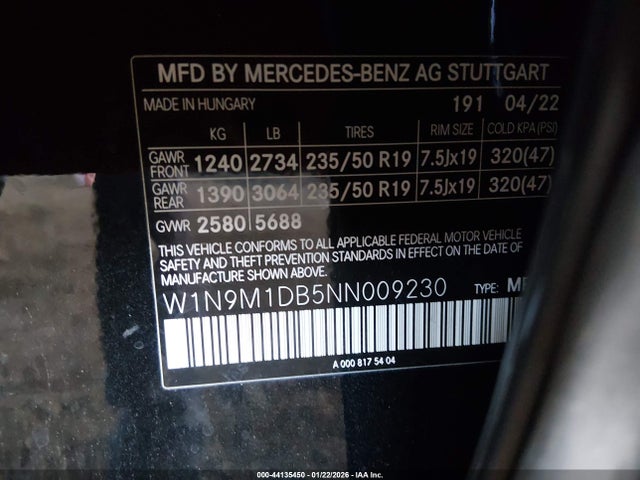 MFD BY MERCEDES-BENZ AG STUTTGART
MADE IN HUNGARY 191 04/22
KG LB TIRES RIM SIZE COLD KPA(PSI)
GAWR FRONT 1240 2734 235/50 R19 7.5Jx19 320(47)
GAWR REAR 1390 3064 235/50 R19 7.5Jx19 320(47)
GVWR 2580 5688
THIS VEHICLE CONFORMS TO ALL APPLICABLE FEDERAL MOTOR VEHICLE
SAFETY AND THEFT PREVENTION STANDARDS IN EFFECT ON THE DATE OF
MANUFACTURE SHOWN ABOVE.
W1N9M1DB5NN009230 TYPE:
A 000 817 54 04
000-44135450 - 01/22/2026 - IAA Inc.